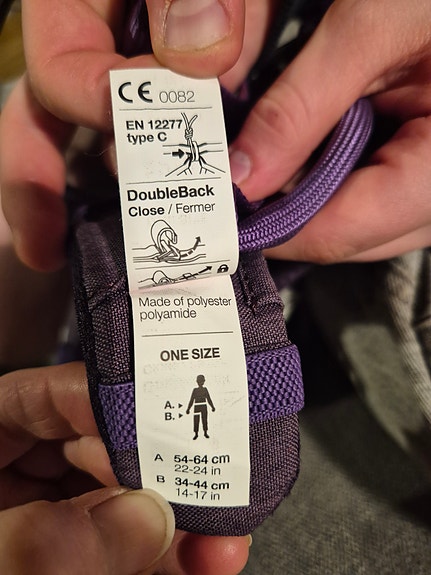 CE 0082
EN 12277
type C
DoubleBack
Close / Fermer
Made of polyester
polyamide
ONE SIZE
A.
B.
A 54-64 cm
22-24 in
B 34-44 cm
14-17 in